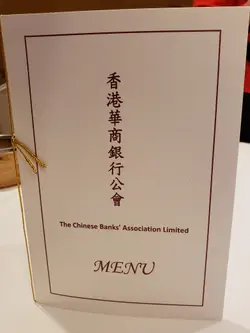 香港華商銀行公會
The Chinese Banks' Association Limited
MENU